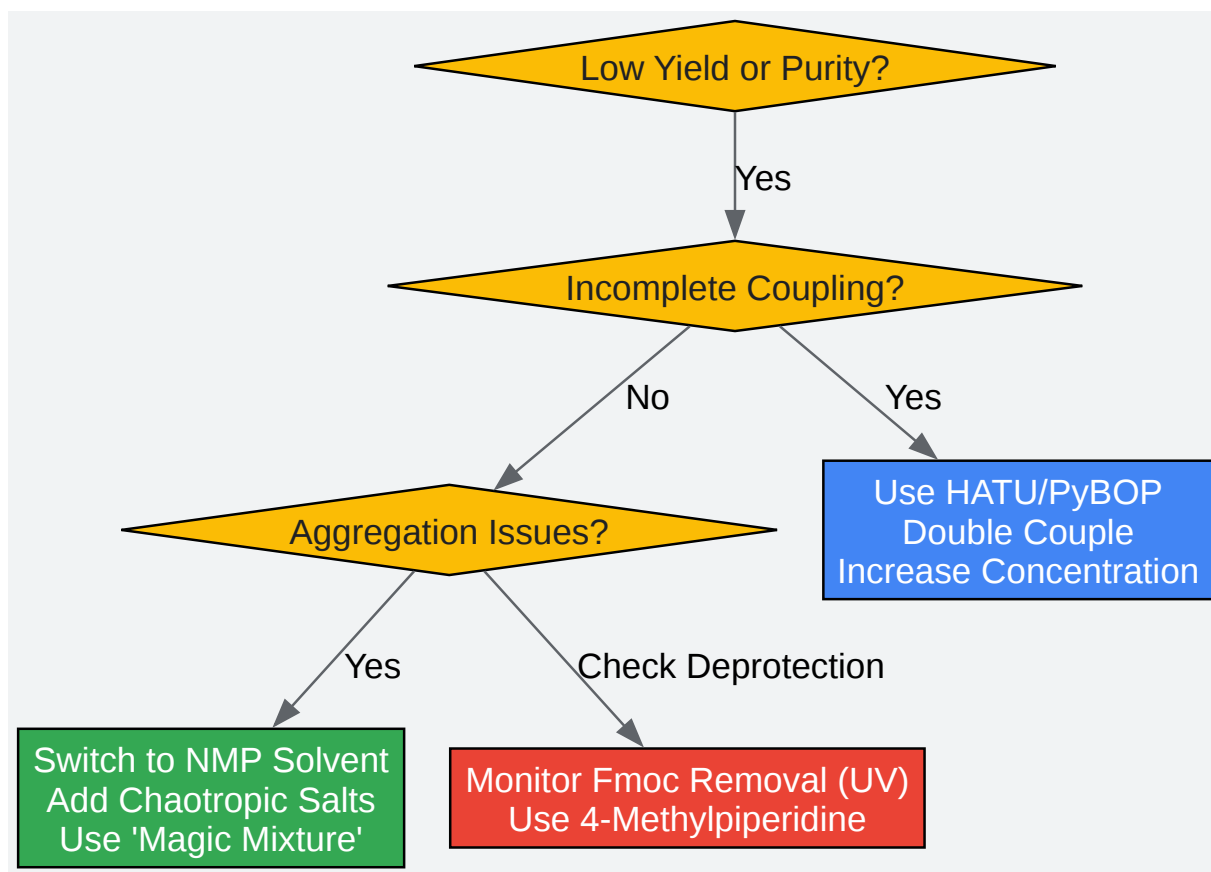 Low Yield or Purity?
Yes
Incomplete Coupling?
No
Yes
Aggregation Issues?
Use HATU/PyBOP
Double Couple
Increase Concentration
Yes
Check Deprotection
Switch to NMP Solvent
Add Chaotropic Salts
Use 'Magic Mixture'
Monitor Fmoc Removal (UV)
Use 4-Methylpiperidine